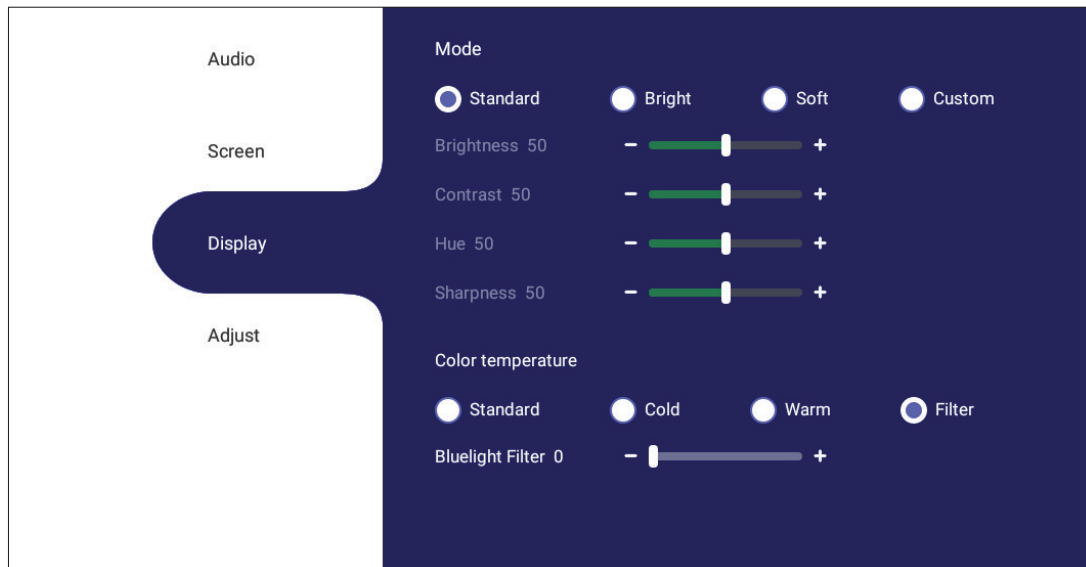 Audio
Screen
Display
Adjust
Mode
Standard Bright Soft Custom
Brightness 50
Contrast 50
Hue 50
Sharpness 50
Color temperature
Standard Cold Warm Filter
Bluelight Filter 0